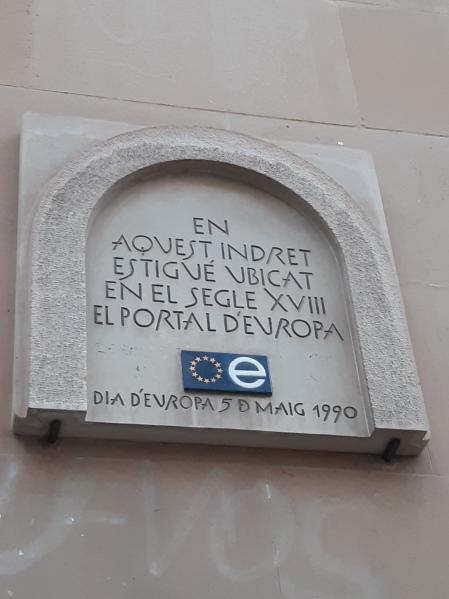 EN
AQUEST INDRET
ESTIGUÉ UBICAT
EN EL SEGLE XVIII
EL PORTAL D'EUROPA
e
DIA D'EUROPA 5 D MAIG 1990